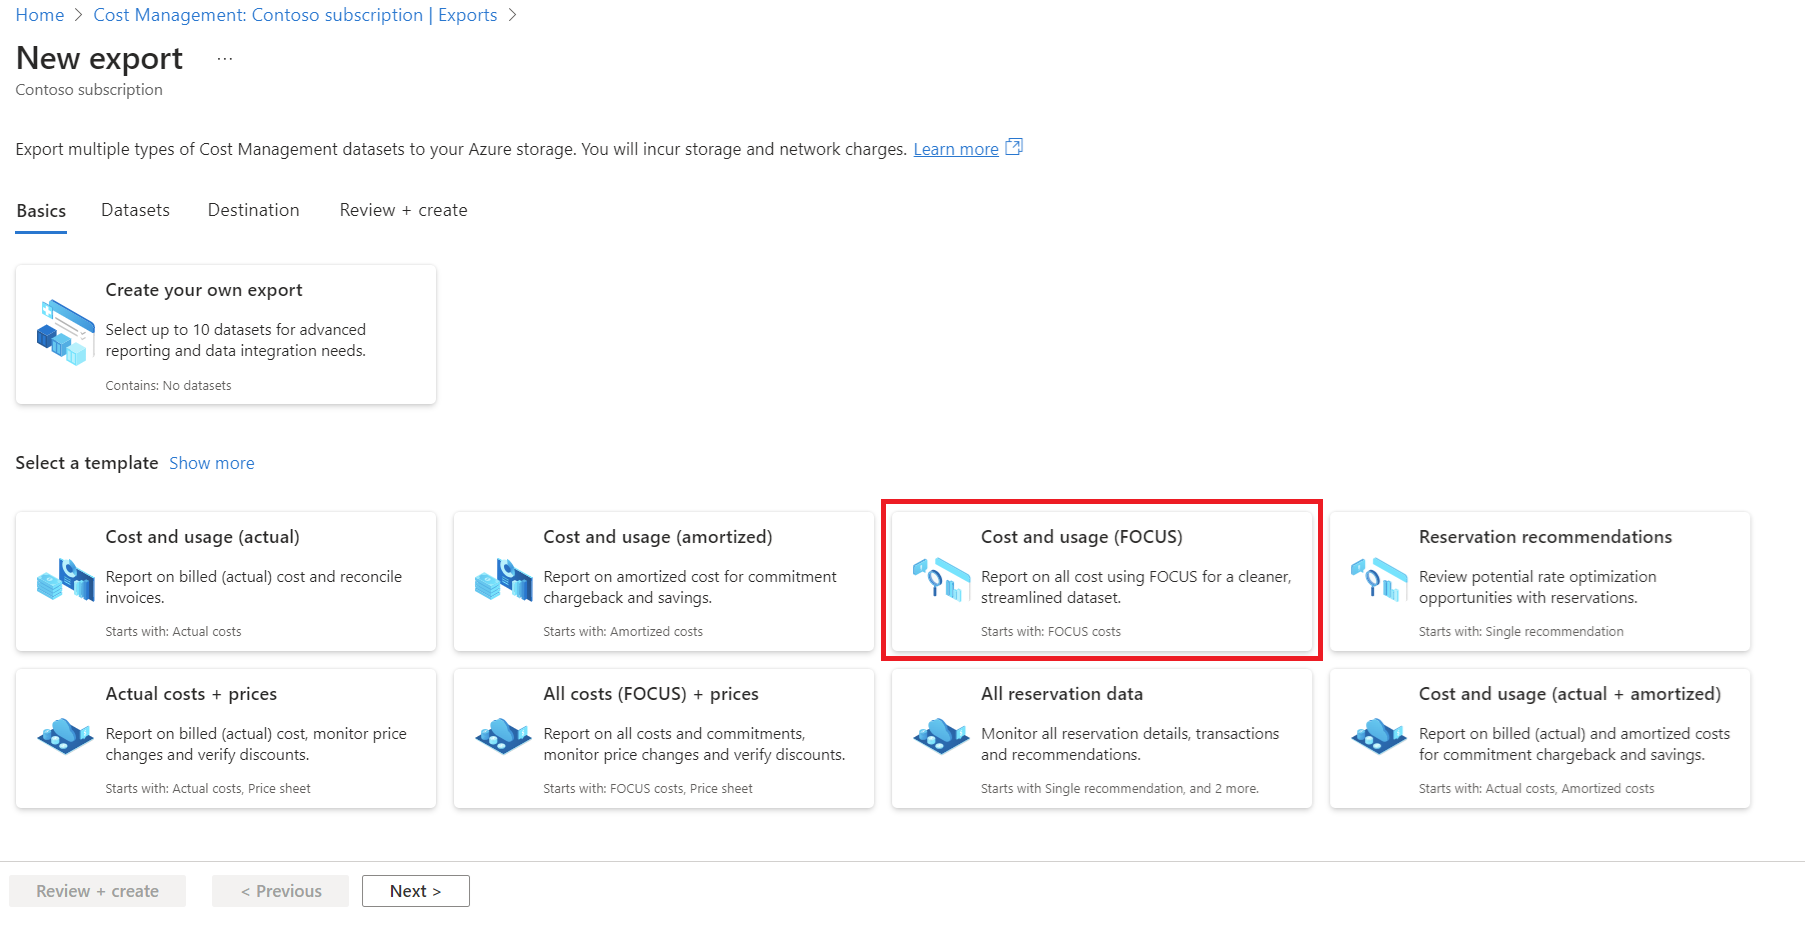 Home > Cost Management: Contoso subscription | Exports >
New export ...
Contoso subscription
Export multiple types of Cost Management datasets to your Azure storage. You will incur storage and network charges. Learn more
Basics Datasets Destination Review + create
Create your own export
Select up to 10 datasets for advanced
reporting and data integration needs.
Contains: No datasets
Select a template Show more
Cost and usage (actual)
Report on billed (actual) cost and reconcile
invoices.
Starts with: Actual costs
Cost and usage (amortized)
Report on amortized cost for commitment
chargeback and savings.
Starts with: Amortized costs
Cost and usage (FOCUS)
Report on all cost using FOCUS for a cleaner,
streamlined dataset.
Starts with: FOCUS costs
Reservation recommendations
Review potential rate optimization
opportunities with reservations.
Starts with: Single recommendation
Actual costs + prices
Report on billed (actual) cost, monitor price
changes and verify discounts.
Starts with: Actual costs, Price sheet
All costs (FOCUS) + prices
Report on all costs and commitments,
monitor price changes and verify discounts.
Starts with: FOCUS costs, Price sheet
All reservation data
Monitor all reservation details, transactions
and recommendations.
Starts with Single recommendation, and 2 more.
Cost and usage (actual + amortized)
Report on billed (actual) and amortized costs
for commitment chargeback and savings.
Starts with: Actual costs, Amortized costs
Review + create < Previous Next >